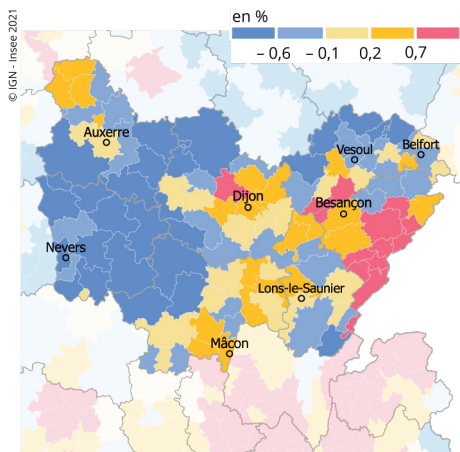 en %
– 0,6 – 0,1 0,2 0,7
© IGN - Insee 2021
Auxerre
Vesoul
Belfort
Dijon
Besançon
Nevers
Lons-le-Saunier
Mâcon